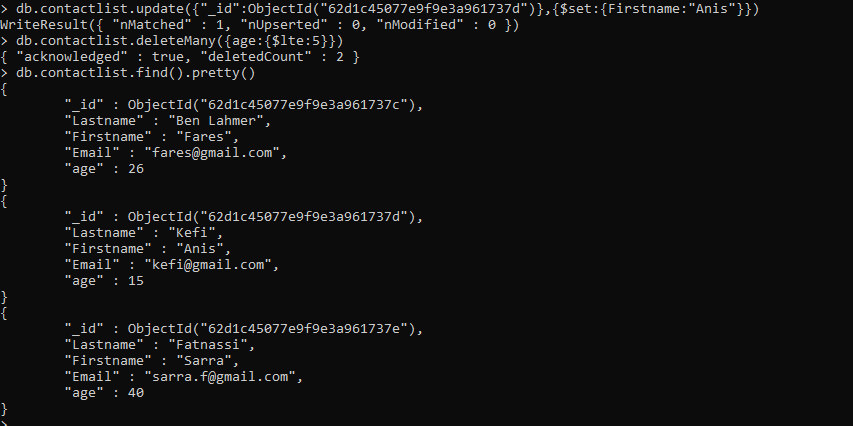 > db.contactlist.update({"_id":ObjectId("62d1c45077e9f9e3a961737d")},{$set:{Firstname:"Anis"}})
WriteResult({ "nMatched" : 1, "nUpserted" : 0, "nModified" : 0 })
> db.contactlist.deleteMany({age:{$lte:5}})
{ "acknowledged" : true, "deletedCount" : 2 }
> db.contactlist.find().pretty()
{
        "_id" : ObjectId("62d1c45077e9f9e3a961737c"),
        "Lastname" : "Ben Lahmer",
        "Firstname" : "Fares",
        "Email" : "fares@gmail.com",
        "age" : 26
}
{
        "_id" : ObjectId("62d1c45077e9f9e3a961737d"),
        "Lastname" : "Kefi",
        "Firstname" : "Anis",
        "Email" : "kefi@gmail.com",
        "age" : 15
}
{
        "_id" : ObjectId("62d1c45077e9f9e3a961737e"),
        "Lastname" : "Fatnassi",
        "Firstname" : "Sarra",
        "Email" : "sarra.f@gmail.com",
        "age" : 40
}
>